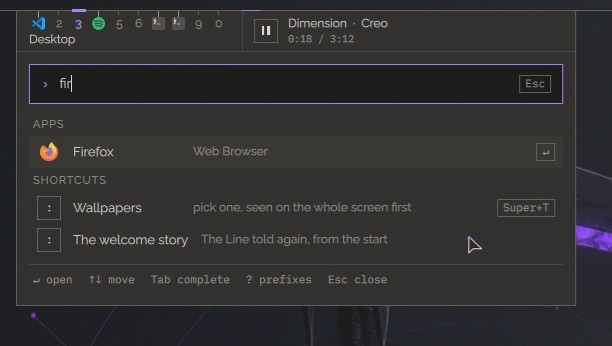 2 3 5 6 9 0
Desktop
Dimension · Creo
0:18 / 3:12
› fir
Esc
APPS
Firefox Web Browser ↵
SHORTCUTS
: Wallpapers pick one, seen on the whole screen first Super+T
: The welcome story The Line told again, from the start
↵ open ↑↓ move Tab complete ? prefixes Esc close